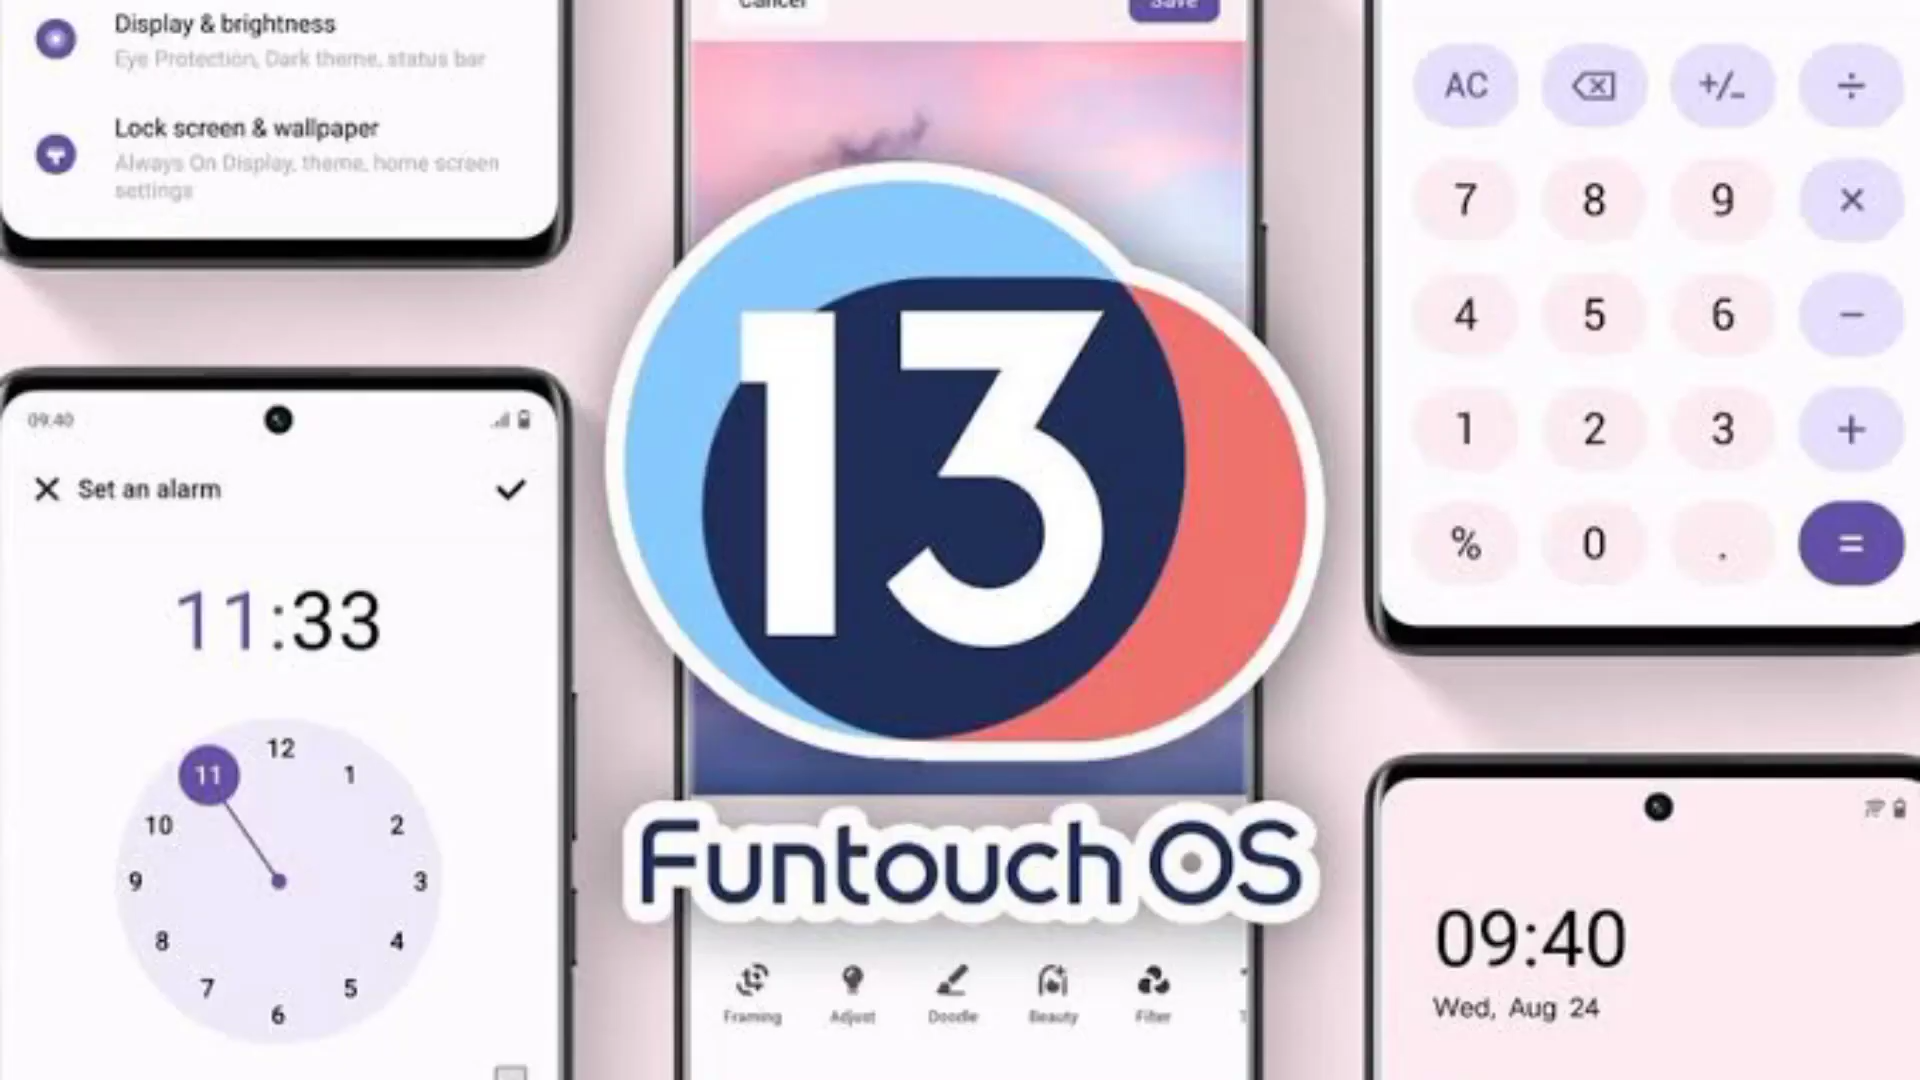 Display & brightness
Eye Protection, Dark theme, status bar
Lock screen & wallpaper
Always On Display, theme, home screen
settings
09:40
Set an alarm
11:33
12
11
1
10
2
9
3
8
4
7
5
6
Cancel
Save
13
Funtouch OS
Framing
Adjust
Doodle
Beauty
Filter
AC
+/-
÷
7
8
9
×
4
5
6
−
1
2
3
+
%
0
.
=
09:40
Wed, Aug 24